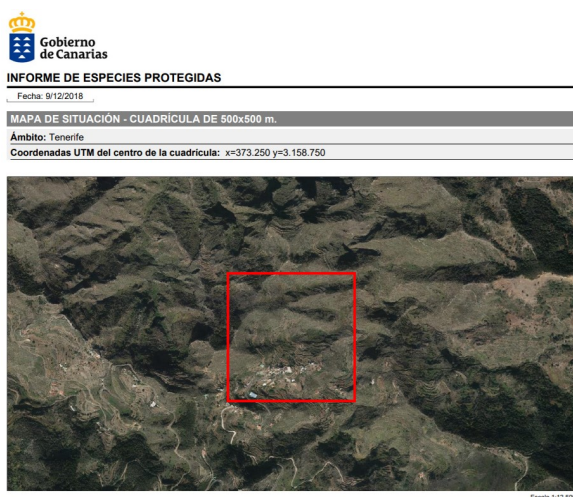 Gobierno
de Canarias
INFORME DE ESPECIES PROTEGIDAS
Fecha: 9/12/2018
MAPA DE SITUACIÓN - CUADRÍCULA DE 500x500 m.
Ámbito: Tenerife
Coordenadas UTM del centro de la cuadrícula: x=373.250 y=3.158.750